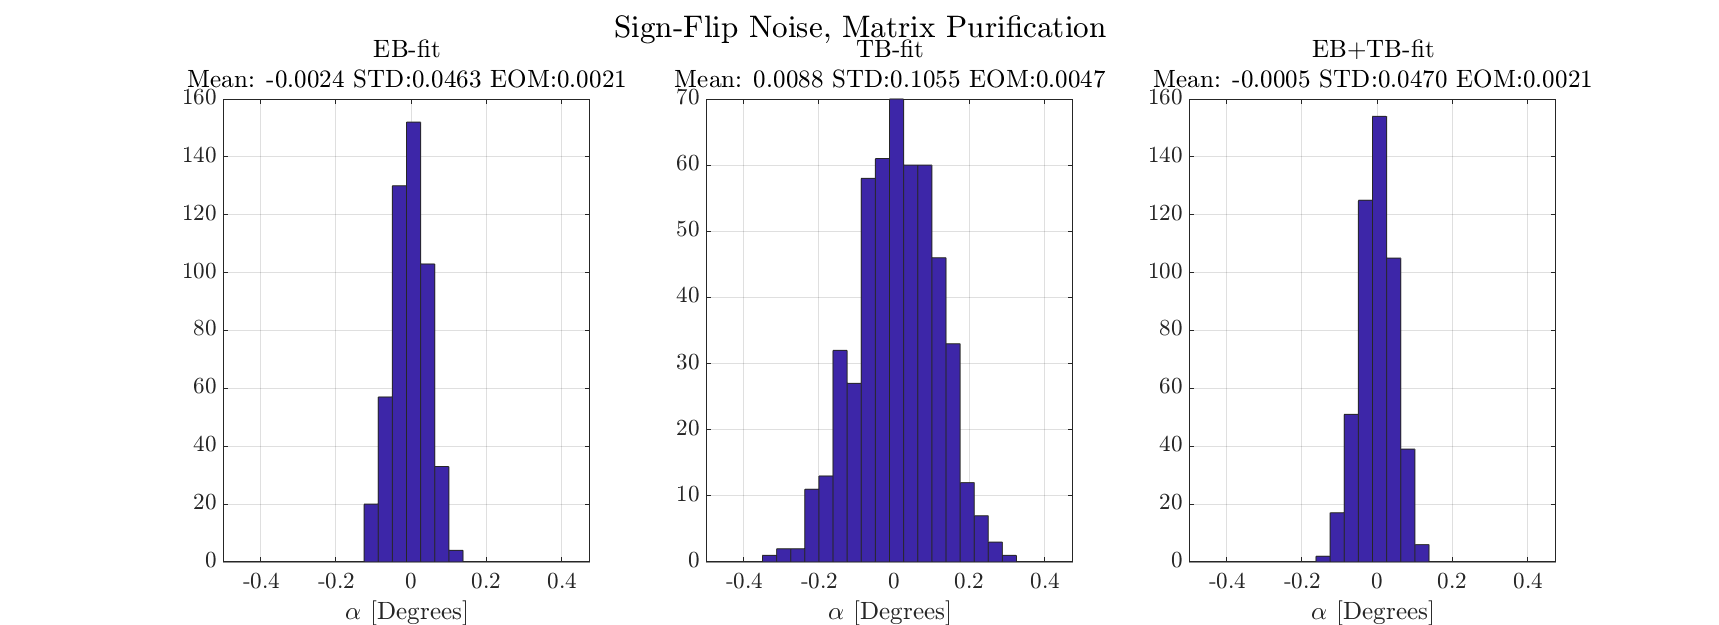 Sign-Flip Noise, Matrix Purification
EB-fit
Mean: -0.0024 STD:0.0463 EOM:0.0021
160
140
120
100
80
60
40
20
0
-0.4 -0.2 0 0.2 0.4
α [Degrees]
TB-fit
Mean: 0.0088 STD:0.1055 EOM:0.0047
70
60
50
40
30
20
10
0
-0.4 -0.2 0 0.2 0.4
α [Degrees]
EB+TB-fit
Mean: -0.0005 STD:0.0470 EOM:0.0021
160
140
120
100
80
60
40
20
0
-0.4 -0.2 0 0.2 0.4
α [Degrees]